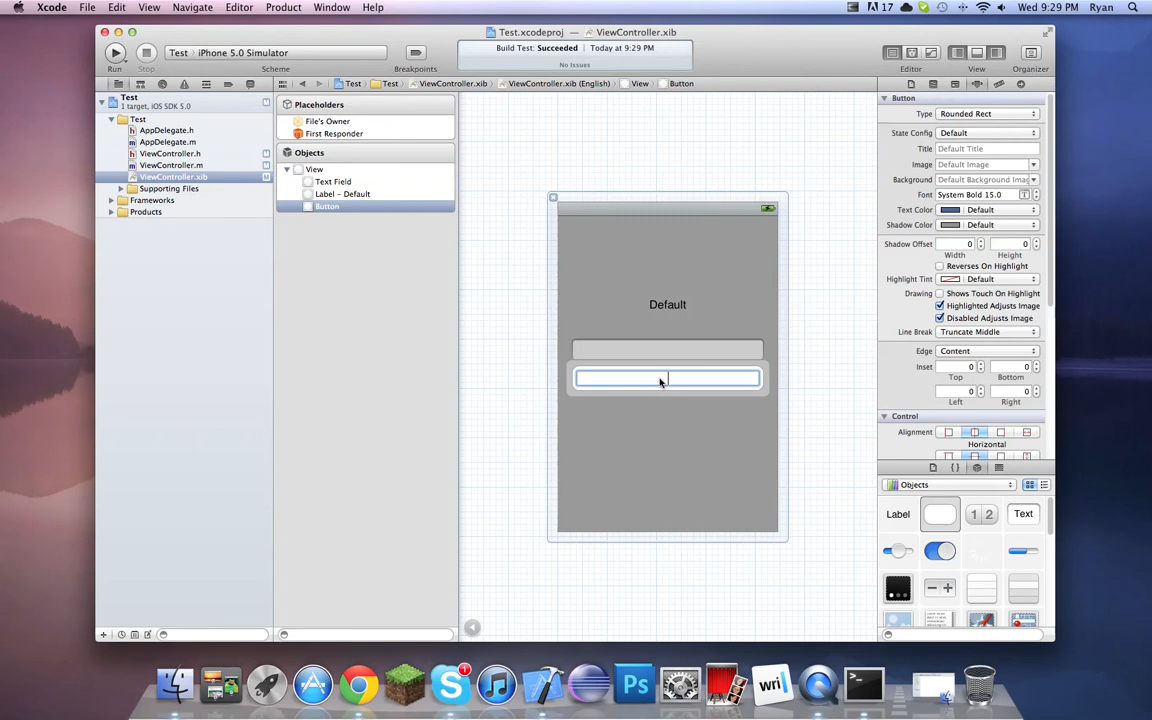 Xcode File Edit View Navigate Editor Product Window Help
17 Wed 9:29 PM Ryan
Test.xcodeproj — ViewController.xib
Run Stop
Test iPhone 5.0 Simulator
Scheme
Breakpoints
Build Test: Succeeded Today at 9:29 PM
No Issues
Editor View Organizer
Test Test ViewController.xib ViewController.xib (English) View Button
Test
1 target, iOS SDK 5.0
M
Test
AppDelegate.h
AppDelegate.m
ViewController.h M
ViewController.m M
ViewController.xib M
Supporting Files
Frameworks
Products
Placeholders
File's Owner
First Responder
Objects
View
Text Field
Label – Default
Button
Default
Button
Type Rounded Rect
State Config Default
Title Default Title
Image Default Image
Background Default Background Imag
Font System Bold 15.0 T
Text Color Default
Shadow Color Default
Shadow Offset 0 0
Width Height
Reverses On Highlight
Highlight Tint Default
Drawing Shows Touch On Highlight
Highlighted Adjusts Image
Disabled Adjusts Image
Line Break Truncate Middle
Edge Content
Inset 0 0
Top Bottom
0 0
Left Right
Control
Alignment
Horizontal
Objects
Label 1 2 Text
1
Ps
wri